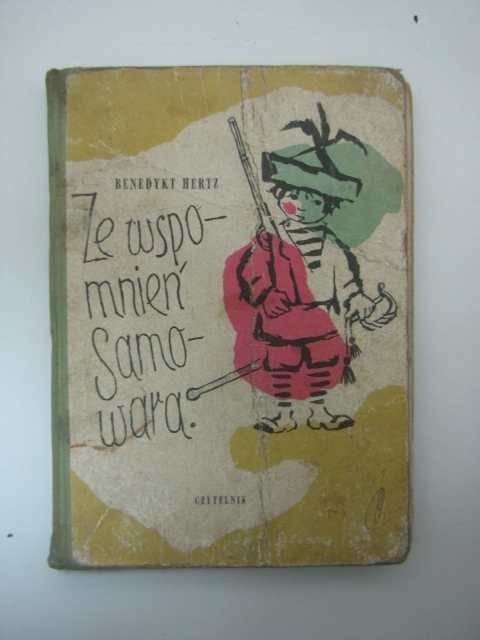 BENEDYKT HERTZ
Ze wspo-
mnień
Samo-
wara.
CZYTELNIK